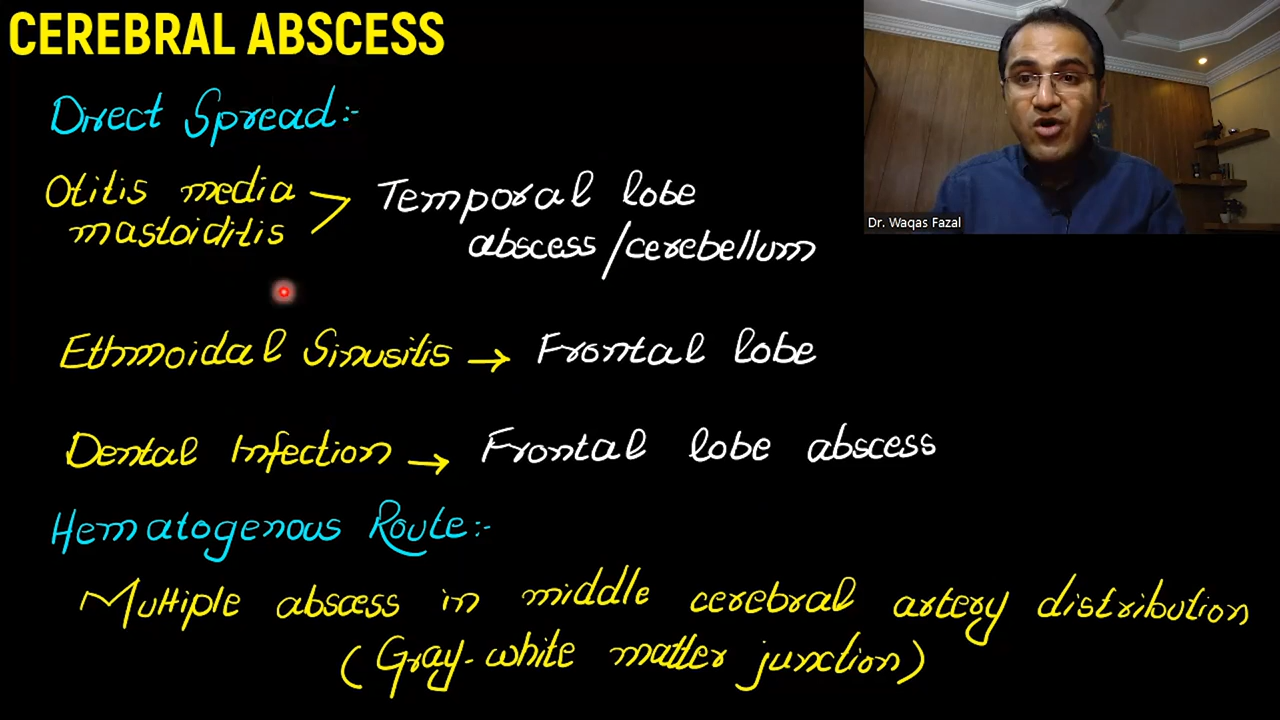 CEREBRAL ABSCESS
Direct Spread:-
Otitis media
mastoiditis
Temporal lobe
abscess/cerebellum
Dr. Waqas Fazal
Ethmoidal Sinusitis → Frontal lobe
Dental Infection → Frontal lobe abscess
Hematogenous Route:-
Multiple abscess in middle cerebral artery distribution
(Gray-white matter junction)